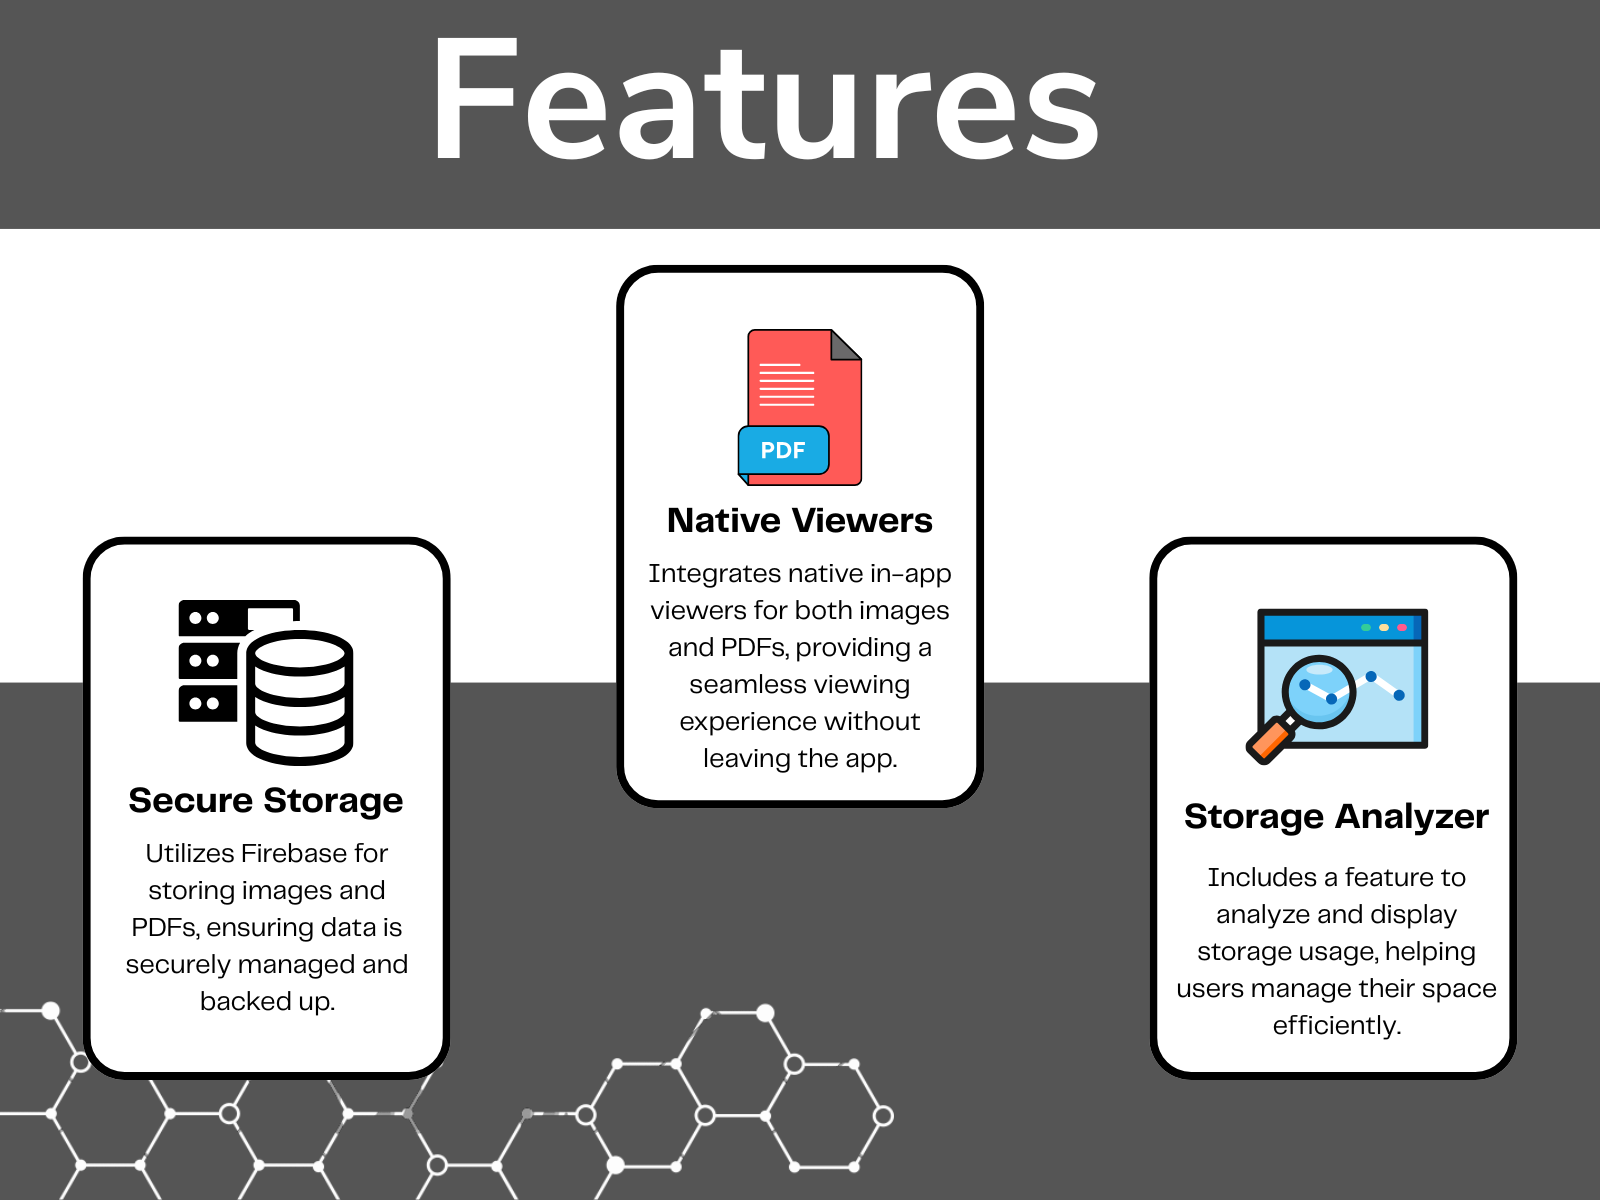 Features
PDF
Native Viewers
Integrates native in-app
viewers for both images
and PDFs, providing a
seamless viewing
experience without
leaving the app.
Secure Storage
Utilizes Firebase for
storing images and
PDFs, ensuring data is
securely managed and
backed up.
Storage Analyzer
Includes a feature to
analyze and display
storage usage, helping
users manage their space
efficiently.